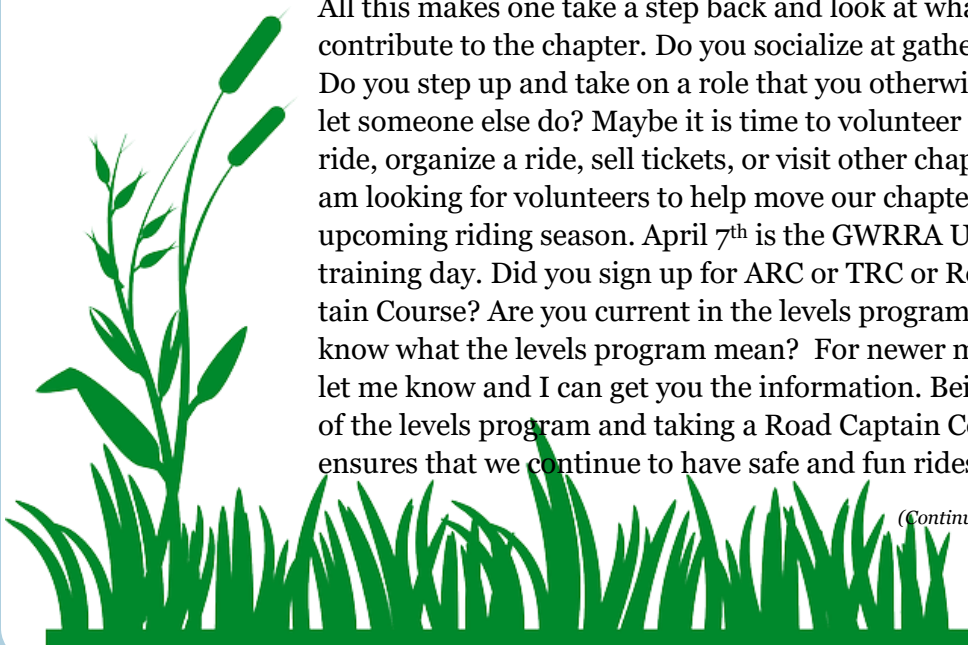 All this makes one take a step back and look at wha
contribute to the chapter. Do you socialize at gathe
Do you step up and take on a role that you otherwi
let someone else do? Maybe it is time to volunteer
ride, organize a ride, sell tickets, or visit other chap
am looking for volunteers to help move our chapte
upcoming riding season. April 7th is the GWRRA U
training day. Did you sign up for ARC or TRC or Ro
tain Course? Are you current in the levels program
know what the levels program mean?  For newer m
let me know and I can get you the information. Bei
of the levels program and taking a Road Captain Co
ensures that we continue to have safe and fun rides
(Continu